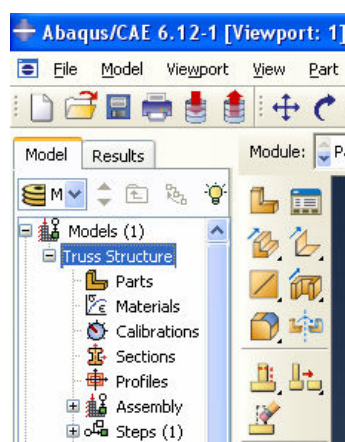 Abaqus/CAE 6.12-1 [Viewport: 1]
File Model Viewport View Part
Model Results Module: P
M
Models (1)
Truss Structure
Parts
Materials
Calibrations
Sections
Profiles
Assembly
Steps (1)